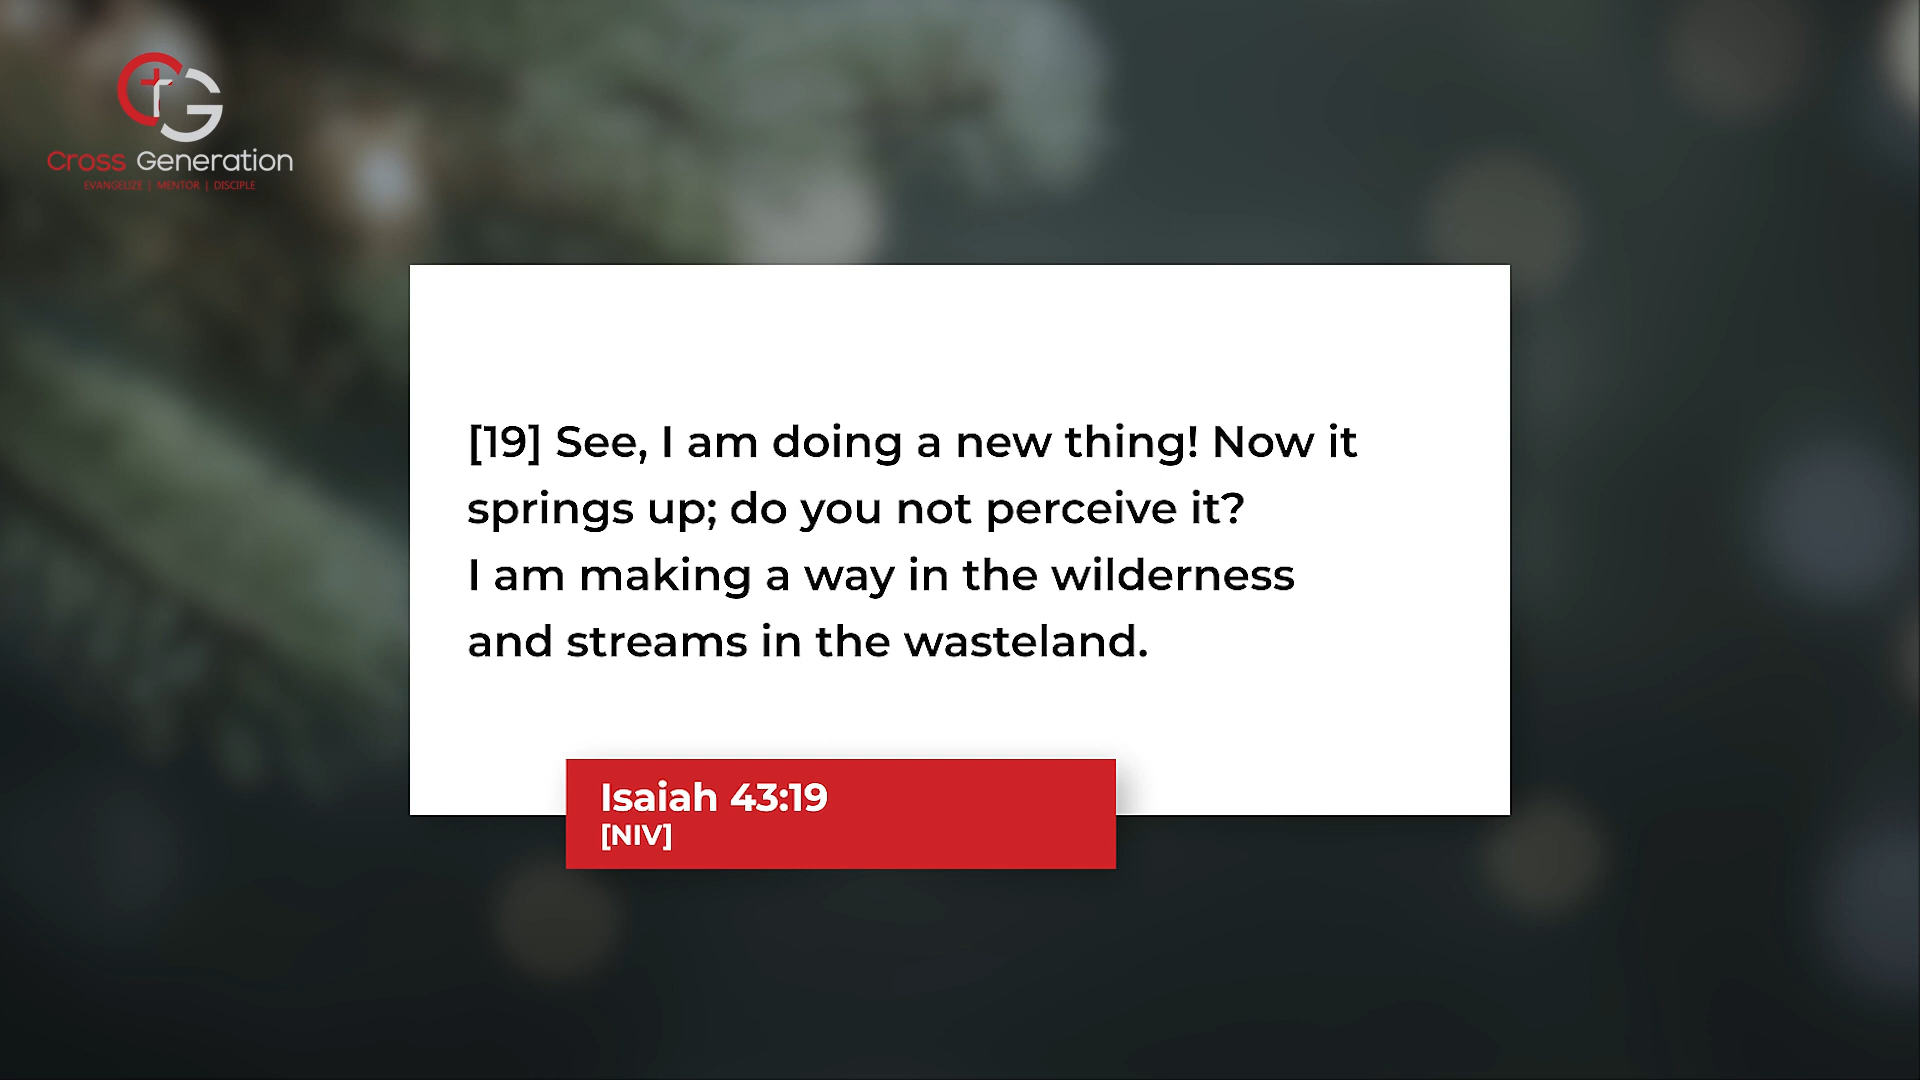 CG
Cross Generation
EVANGELIZE | MENTOR | DISCIPLE
[19] See, I am doing a new thing! Now it
springs up; do you not perceive it?
I am making a way in the wilderness
and streams in the wasteland.
Isaiah 43:19
[NIV]